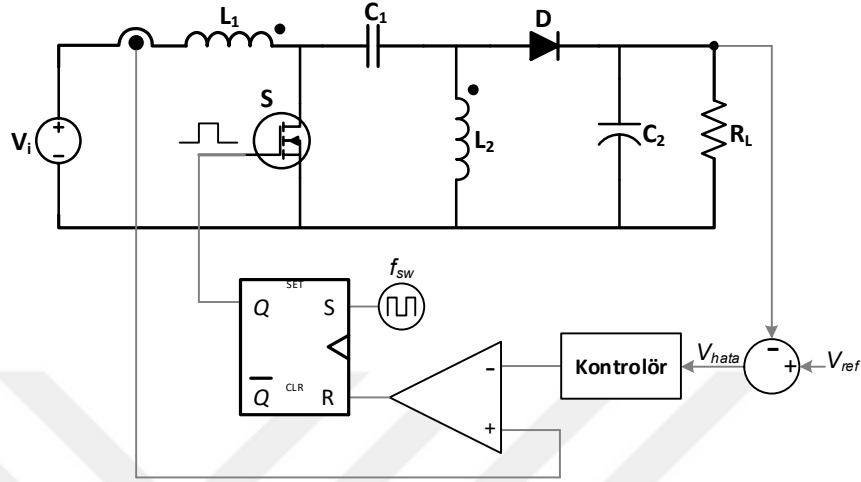 L1
C1
D
S
+
Vi
−
L2
C2
RL
fsw
SET
Q
S
Q
CLR
R
-
+
Kontrolör
Vhata
-
+
Vref